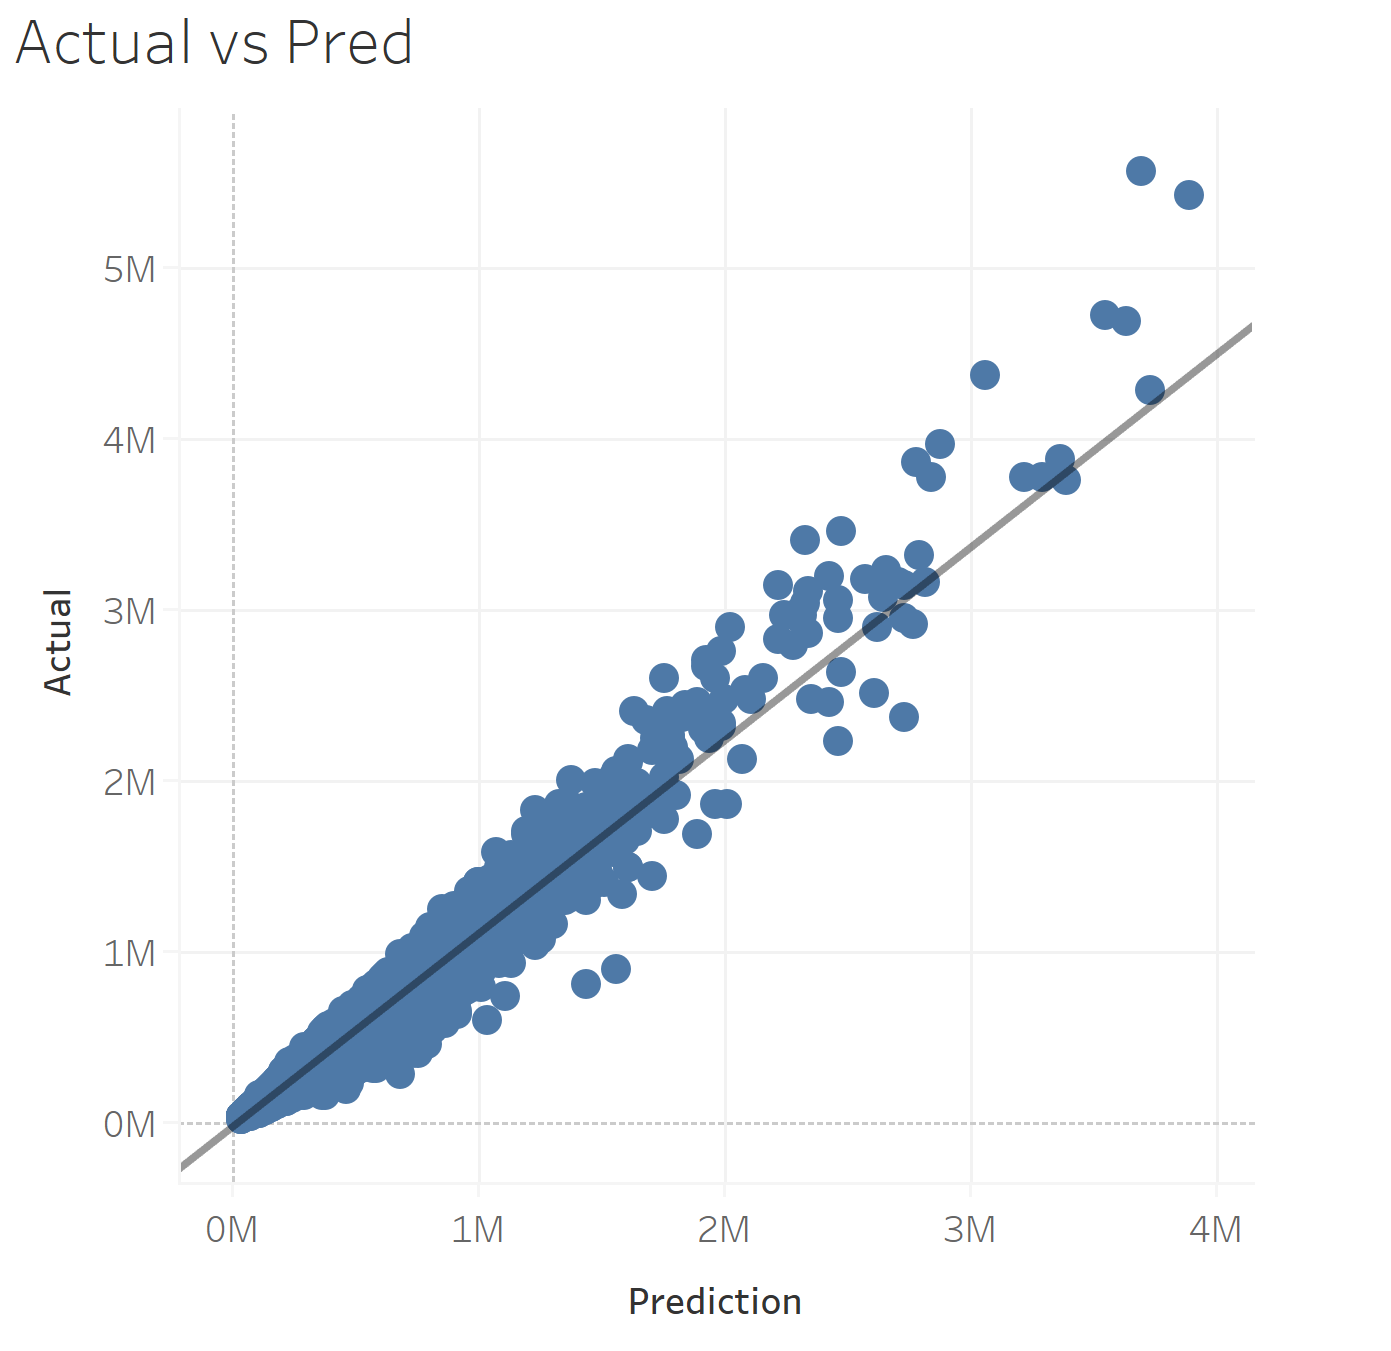 Actual vs Pred
5M
4M
3M
2M
1M
0M
Actual
0M 1M 2M 3M 4M
Prediction